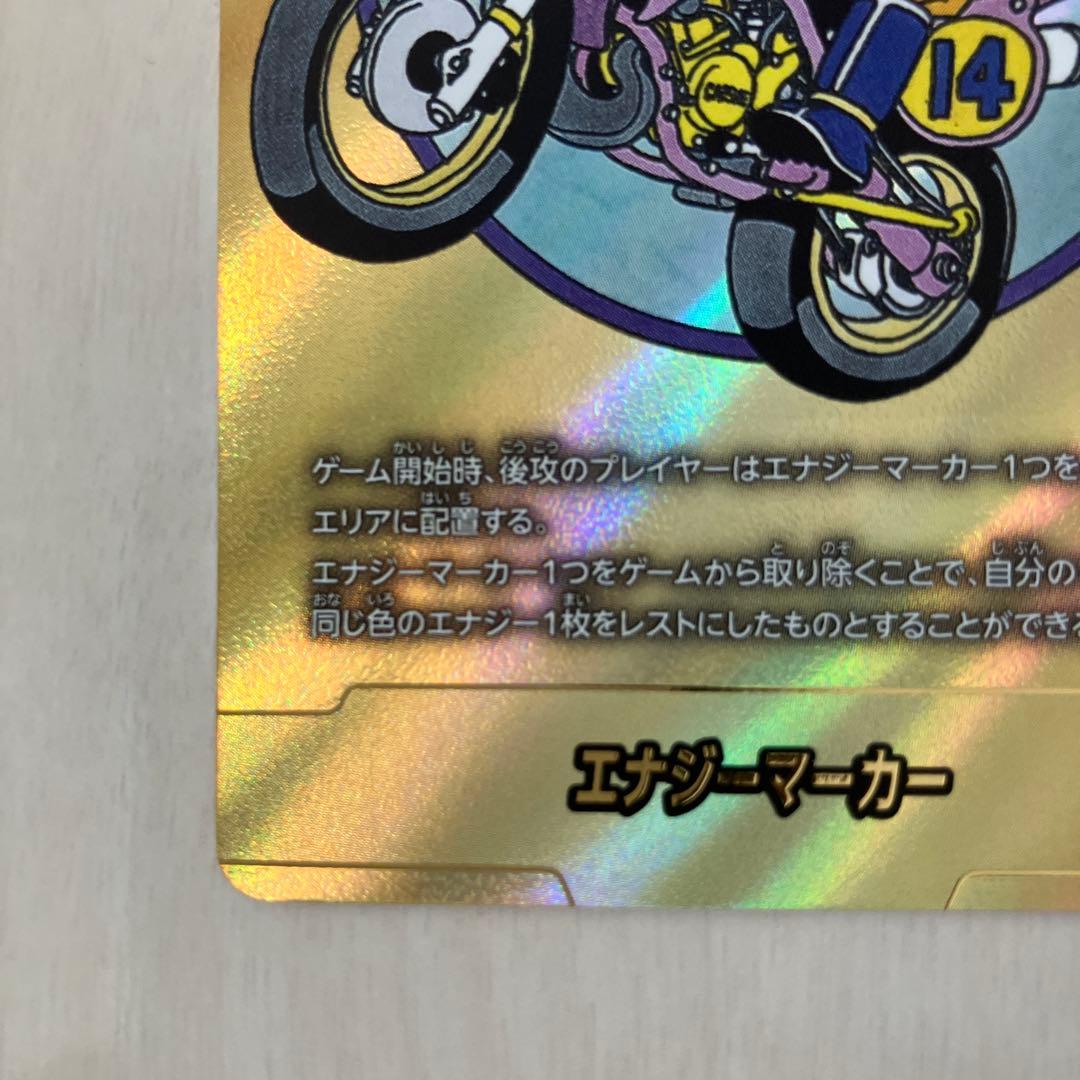 14
ゲーム開始時、後攻のプレイヤーはエナジーマーカー1つを
エリアに配置する。
エナジーマーカー1つをゲームから取り除くことで、自分の
同じ色のエナジー1枚をレストにしたものとすることができる
エナジーマーカー